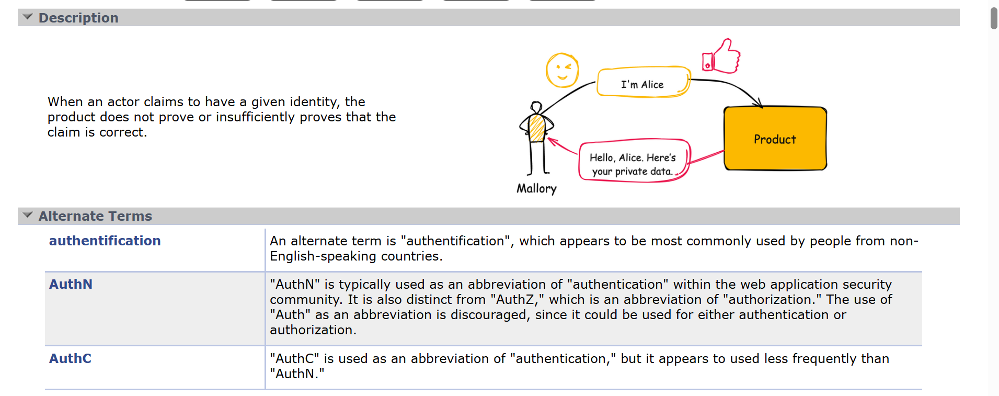 Description
When an actor claims to have a given identity, the
product does not prove or insufficiently proves that the
claim is correct.
I'm Alice
Product
Hello, Alice. Here's
your private data.
Mallory
Alternate Terms
authentification
An alternate term is "authentification", which appears to be most commonly used by people from non-
English-speaking countries.
AuthN
"AuthN" is typically used as an abbreviation of "authentication" within the web application security
community. It is also distinct from "AuthZ," which is an abbreviation of "authorization." The use of
"Auth" as an abbreviation is discouraged, since it could be used for either authentication or
authorization.
AuthC
"AuthC" is used as an abbreviation of "authentication," but it appears to used less frequently than
"AuthN."